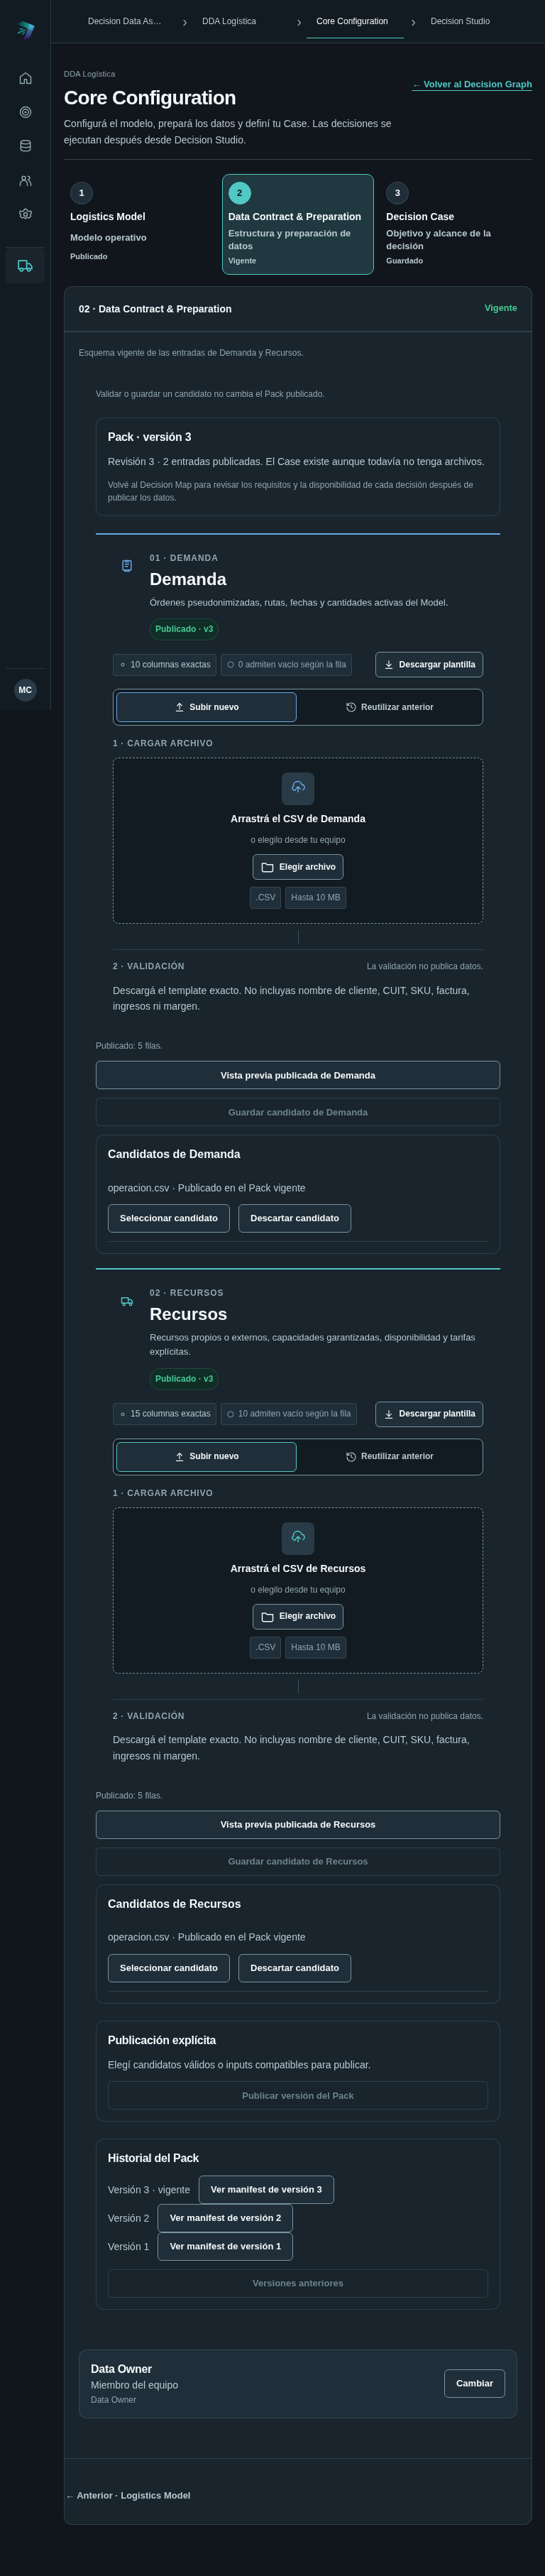 Decision Data As… › DDA Logística › Core Configuration › Decision Studio
DDA Logística
← Volver al Decision Graph
Core Configuration
Configurá el modelo, prepará los datos y definí tu Case. Las decisiones se
ejecutan después desde Decision Studio.
1
Logistics Model
Modelo operativo
Publicado
2
Data Contract & Preparation
Estructura y preparación de
datos
Vigente
3
Decision Case
Objetivo y alcance de la
decisión
Guardado
02 · Data Contract & Preparation
Vigente
Esquema vigente de las entradas de Demanda y Recursos.
Validar o guardar un candidato no cambia el Pack publicado.
Pack · versión 3
Revisión 3 · 2 entradas publicadas. El Case existe aunque todavía no tenga archivos.
Volvé al Decision Map para revisar los requisitos y la disponibilidad de cada decisión después de
publicar los datos.
01 · DEMANDA
Demanda
Órdenes pseudonimizadas, rutas, fechas y cantidades activas del Model.
Publicado · v3
10 columnas exactas
0 admiten vacío según la fila
Descargar plantilla
Subir nuevo
Reutilizar anterior
MC
1 · CARGAR ARCHIVO
Arrastrá el CSV de Demanda
o elegilo desde tu equipo
Elegir archivo
.CSV
Hasta 10 MB
2 · VALIDACIÓN
La validación no publica datos.
Descargá el template exacto. No incluyas nombre de cliente, CUIT, SKU, factura,
ingresos ni margen.
Publicado: 5 filas.
Vista previa publicada de Demanda
Guardar candidato de Demanda
Candidatos de Demanda
operacion.csv · Publicado en el Pack vigente
Seleccionar candidato
Descartar candidato
02 · RECURSOS
Recursos
Recursos propios o externos, capacidades garantizadas, disponibilidad y tarifas
explícitas.
Publicado · v3
15 columnas exactas
10 admiten vacío según la fila
Descargar plantilla
Subir nuevo
Reutilizar anterior
1 · CARGAR ARCHIVO
Arrastrá el CSV de Recursos
o elegilo desde tu equipo
Elegir archivo
.CSV
Hasta 10 MB
2 · VALIDACIÓN
La validación no publica datos.
Descargá el template exacto. No incluyas nombre de cliente, CUIT, SKU, factura,
ingresos ni margen.
Publicado: 5 filas.
Vista previa publicada de Recursos
Guardar candidato de Recursos
Candidatos de Recursos
operacion.csv · Publicado en el Pack vigente
Seleccionar candidato
Descartar candidato
Publicación explícita
Elegí candidatos válidos o inputs compatibles para publicar.
Publicar versión del Pack
Historial del Pack
Versión 3 · vigente
Ver manifest de versión 3
Versión 2
Ver manifest de versión 2
Versión 1
Ver manifest de versión 1
Versiones anteriores
Data Owner
Miembro del equipo
Data Owner
Cambiar
← Anterior · Logistics Model